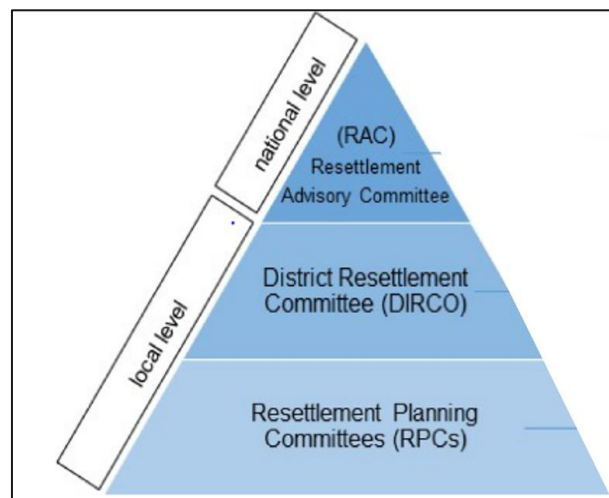 national level
(RAC)
Resettlement
Advisory Committee
local level
District Resettlement
Committee (DIRCO)
Resettlement Planning
Committees (RPCs)